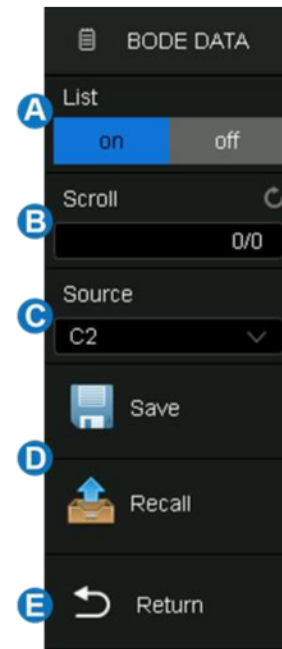 BODE DATA
A
List
on off
B
Scroll
0/0
C
Source
C2
Save
D
Recall
E
Return